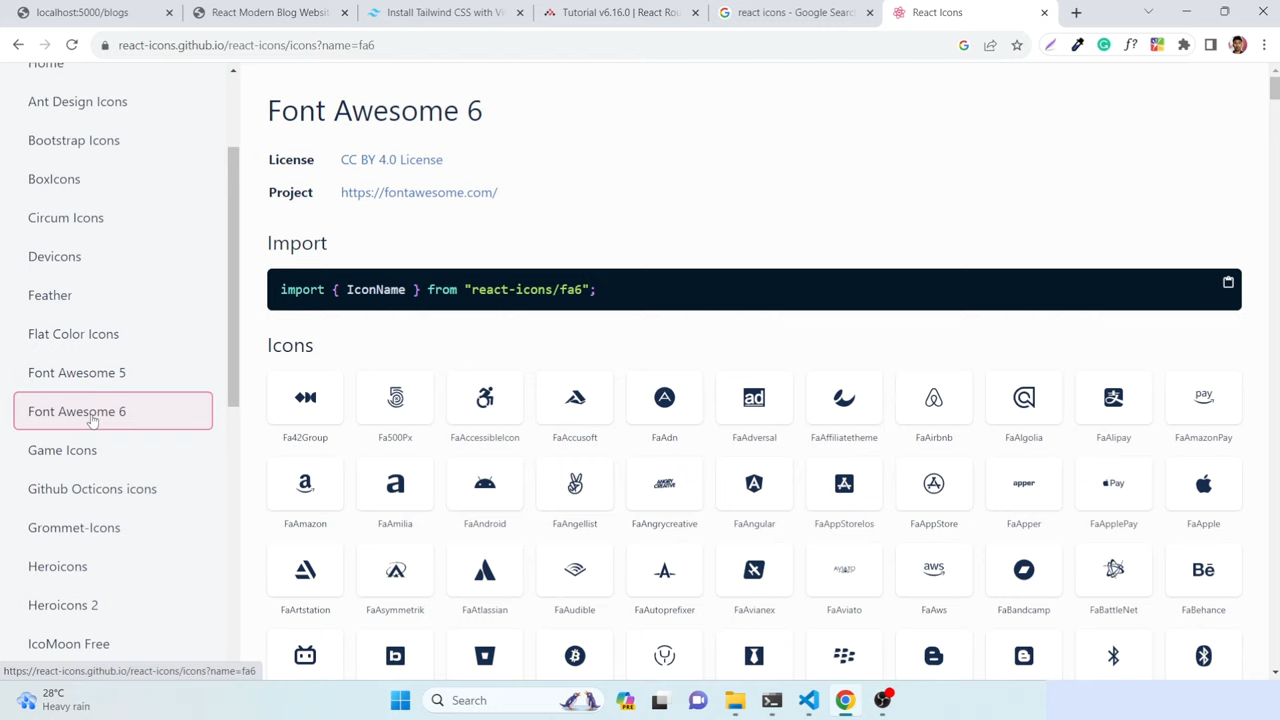 localhost:5000/blogs
React Modern Blog Websit
Install Tailwind CSS with Vi
Tutorial v6.16.0 | React Rou
react icons - Google Search
React Icons
react-icons.github.io/react-icons/icons?name=fa6
Home
Ant Design Icons
Bootstrap Icons
BoxIcons
Circum Icons
Devicons
Feather
Flat Color Icons
Font Awesome 5
Font Awesome 6
Game Icons
Github Octicons icons
Grommet-Icons
Heroicons
Heroicons 2
IcoMoon Free
https://react-icons.github.io/react-icons/icons?name=fa6
Font Awesome 6
License CC BY 4.0 License
Project https://fontawesome.com/
Import
import { IconName } from "react-icons/fa6";
Icons
pay
Fa42Group Fa500Px FaAccessibleIcon FaAccusoft FaAdn FaAdversal FaAffiliatetheme FaAirbnb FaAlgolia FaAlipay FaAmazonPay
apper Pay
FaAmazon FaAmilia FaAndroid FaAngellist FaAngrycreative FaAngular FaAppStoreIos FaAppStore FaApper FaApplePay FaApple
aws
FaArtstation FaAsymmetrik FaAtlassian FaAudible FaAutoprefixer FaAvianex FaAviato FaAws FaBandcamp FaBattleNet FaBehance
28°C
Heavy rain
Search
PRE